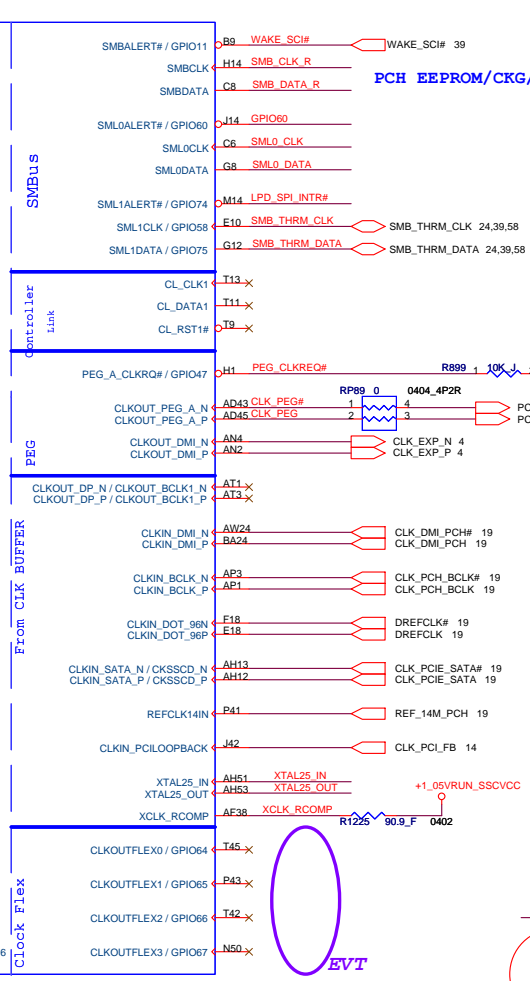 SMBus
SMBALERT# / GPIO11 B9 WAKE_SCI# WAKE_SCI# 39
SMBCLK H14 SMB_CLK_R
PCH EEPROM/CKG/
SMBDATA C8 SMB_DATA_R
SML0ALERT# / GPIO60 J14 GPIO60
SML0CLK C6 SML0_CLK
SML0DATA G8 SML0_DATA
SML1ALERT# / GPIO74 M14 LPD_SPI_INTR#
SML1CLK / GPIO58 E10 SMB_THRM_CLK SMB_THRM_CLK 24,39,58
SML1DATA / GPIO75 G12 SMB_THRM_DATA SMB_THRM_DATA 24,39,58
Controller
Link
CL_CLK1 T13
CL_DATA1 T11
CL_RST1# T9
PEG
PEG_A_CLKRQ# / GPIO47 H1 PEG_CLKREQ# R899 1 10K_J
RP89 0 0404_4P2R
CLKOUT_PEG_A_N AD43 CLK_PEG# 1 4 PC
CLKOUT_PEG_A_P AD45 CLK_PEG 2 3 PC
CLKOUT_DMI_N AN4 CLK_EXP_N 4
CLKOUT_DMI_P AN2 CLK_EXP_P 4
From CLK BUFFER
CLKOUT_DP_N / CLKOUT_BCLK1_N AT1
CLKOUT_DP_P / CLKOUT_BCLK1_P AT3
CLKIN_DMI_N AW24 CLK_DMI_PCH# 19
CLKIN_DMI_P BA24 CLK_DMI_PCH 19
CLKIN_BCLK_N AP3 CLK_PCH_BCLK# 19
CLKIN_BCLK_P AP1 CLK_PCH_BCLK 19
CLKIN_DOT_96N F18 DREFCLK# 19
CLKIN_DOT_96P E18 DREFCLK 19
CLKIN_SATA_N / CKSSCD_N AH13 CLK_PCIE_SATA# 19
CLKIN_SATA_P / CKSSCD_P AH12 CLK_PCIE_SATA 19
REFCLK14IN P41 REF_14M_PCH 19
CLKIN_PCILOOPBACK J42 CLK_PCI_FB 14
XTAL25_IN AH51 XTAL25_IN
XTAL25_OUT AH53 XTAL25_OUT
+1_05VRUN_SSCVCC
XCLK_RCOMP AF38 XCLK_RCOMP
R1225 90.9_F 0402
Clock Flex
CLKOUTFLEX0 / GPIO64 T45
CLKOUTFLEX1 / GPIO65 P43
CLKOUTFLEX2 / GPIO66 T42
CLKOUTFLEX3 / GPIO67 N50
6
EVT